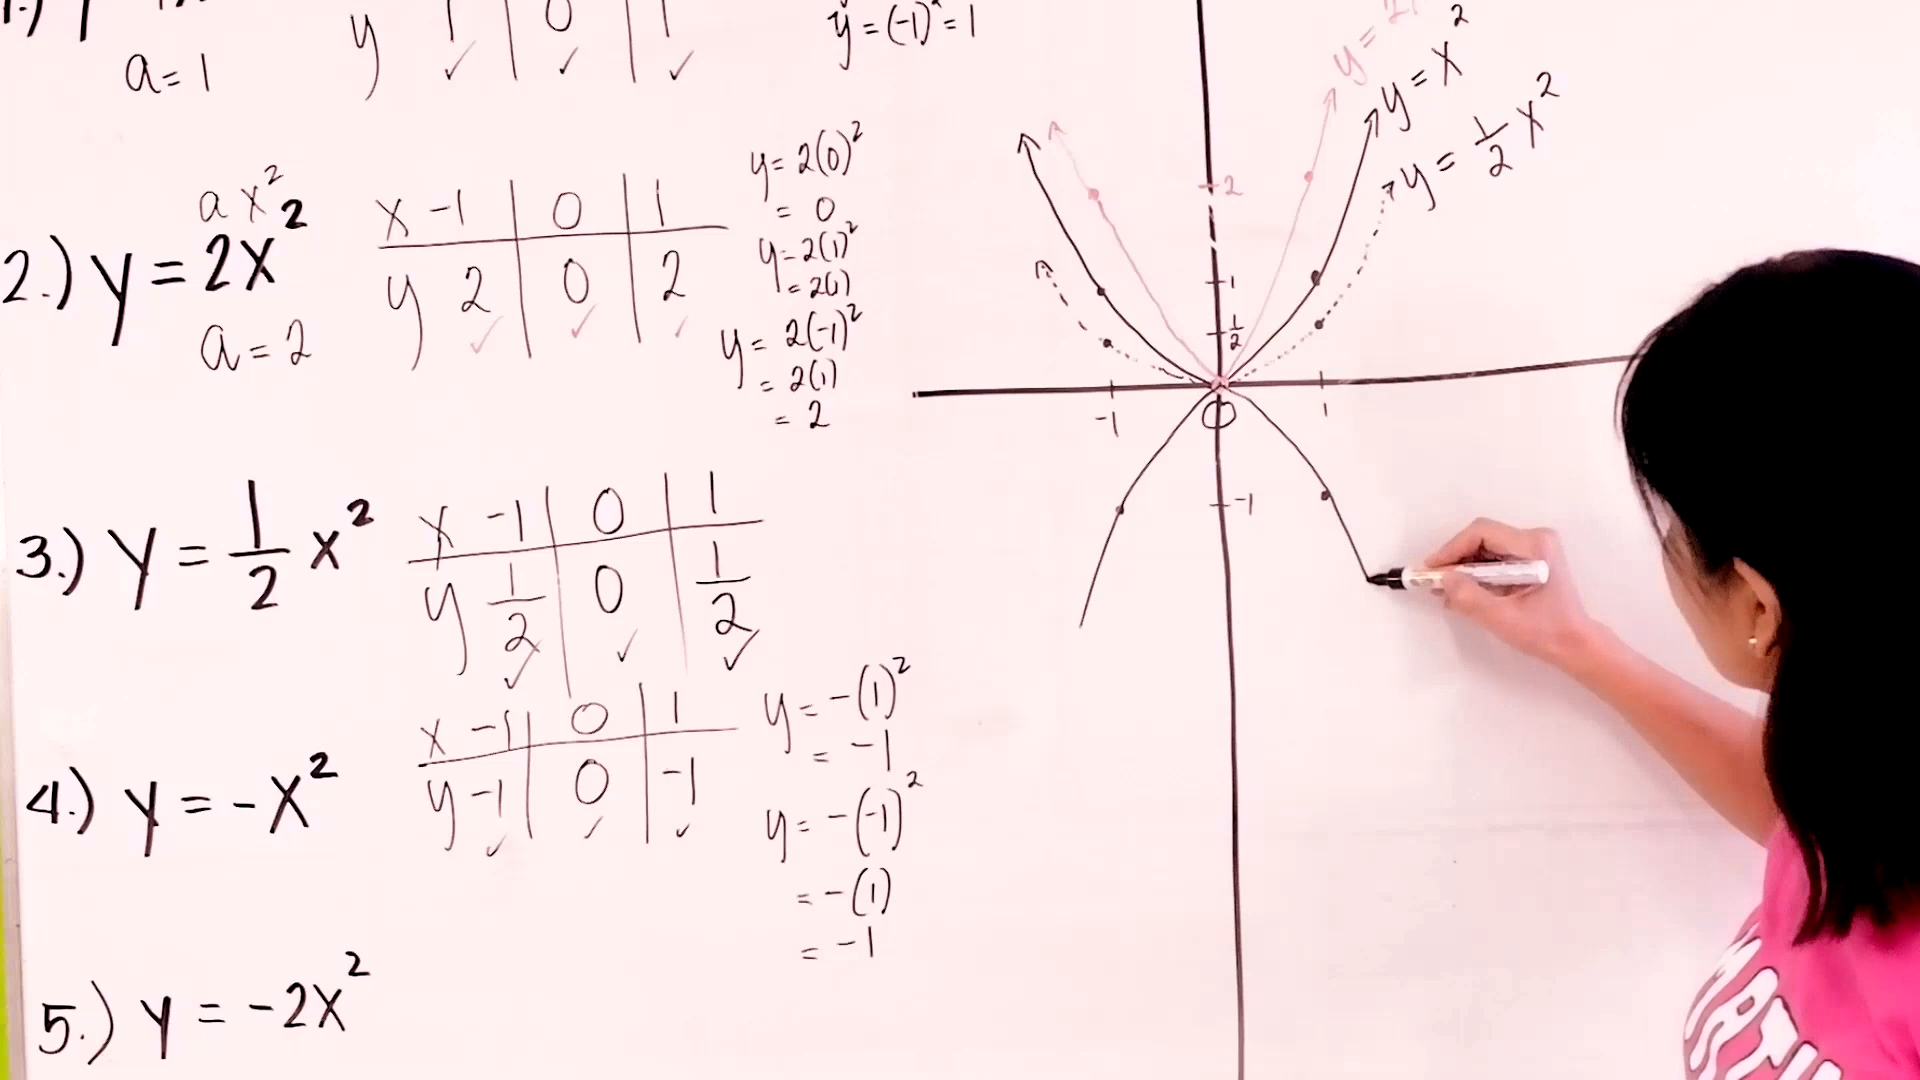 a = 1
y 1 0 1
y = (-1)² = 1
ax²
2.) y = 2x²
a = 2
x -1 0 1
y 2 0 2
y = 2(0)²
= 0
y = 2(1)²
= 2(1)
y = 2(-1)²
= 2(1)
= 2
3.) y = 1/2 x²
x -1 0 1
y 1/2 0 1/2
4.) y = -x²
x -1 0 1
y -1 0 -1
y = -(1)²
= -1
y = -(-1)²
= -(1)
= -1
5.) y = -2x²
y = x²
y = 1/2 x²
2
1
1/2
-1 0 1
-1
MATH